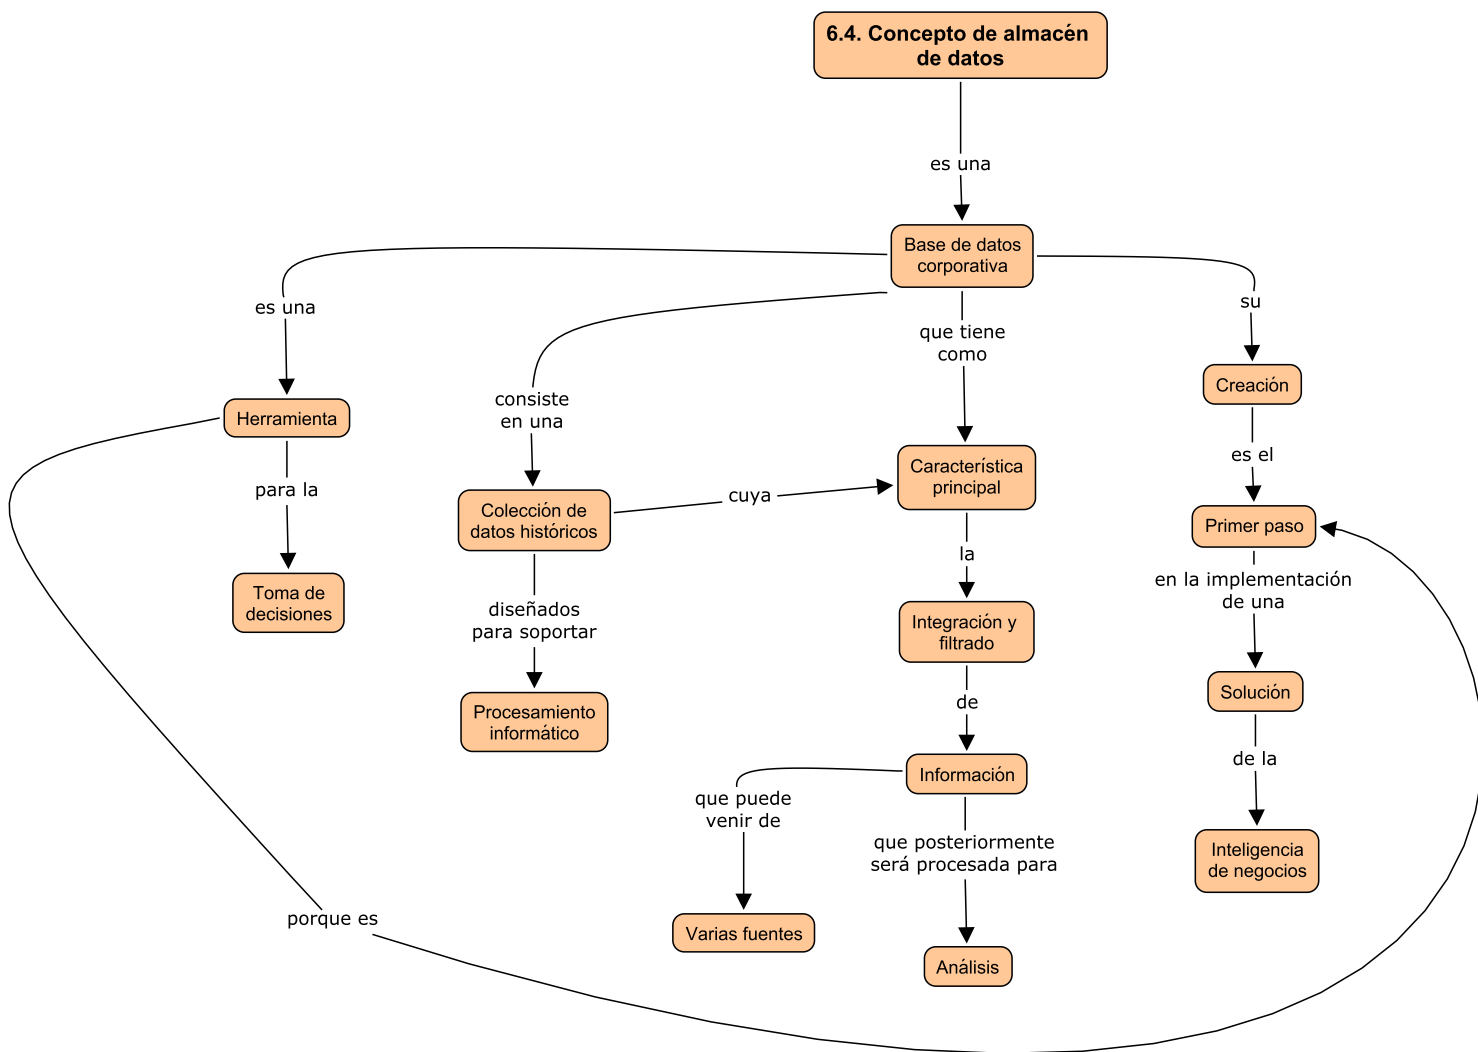 6.4. Concepto de almacén
de datos
es una
Base de datos
corporativa
es una
Herramienta
para la
Toma de
decisiones
porque es
consiste
en una
Colección de
datos históricos
cuya
diseñados
para soportar
Procesamiento
informático
que tiene
como
Característica
principal
la
Integración y
filtrado
de
Información
que puede
venir de
Varias fuentes
que posteriormente
será procesada para
Análisis
su
Creación
es el
Primer paso
en la implementación
de una
Solución
de la
Inteligencia
de negocios